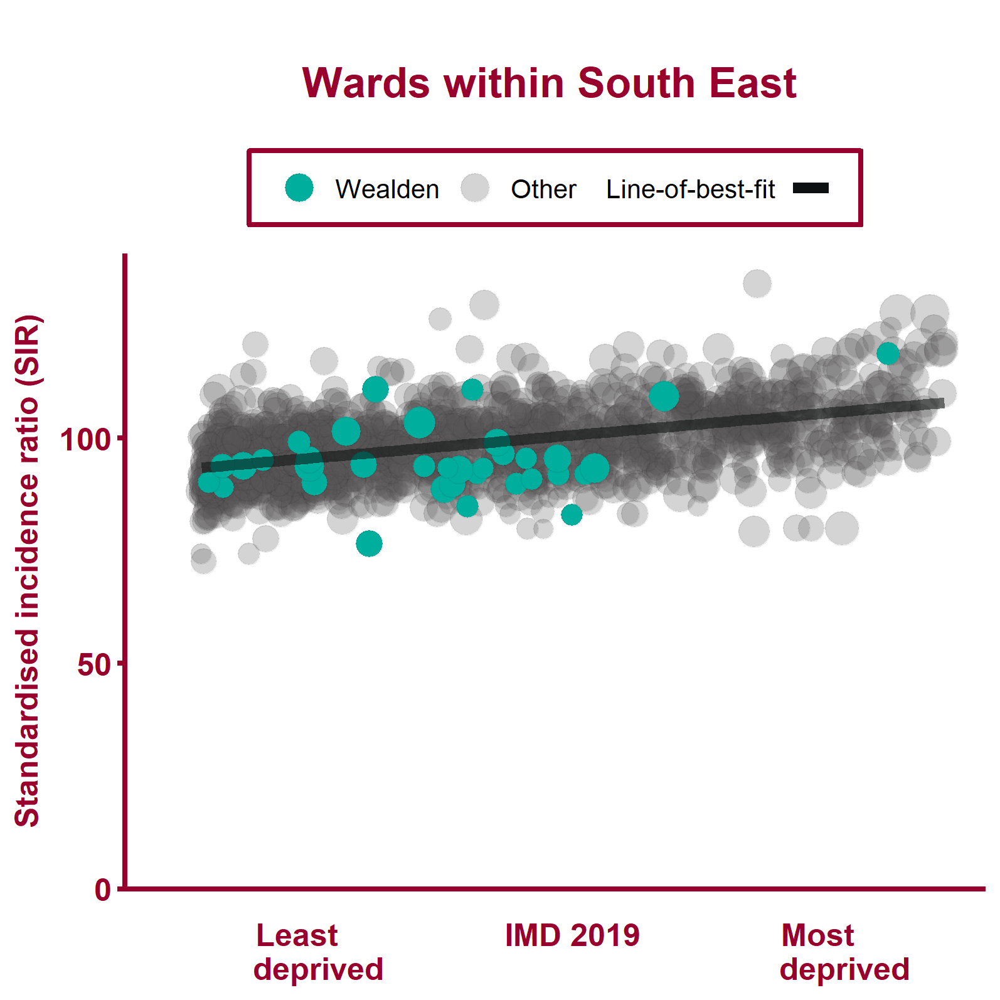 Wards within South East
Wealden Other Line-of-best-fit
Standardised incidence ratio (SIR)
100
50
0
Least deprived
IMD 2019
Most deprived